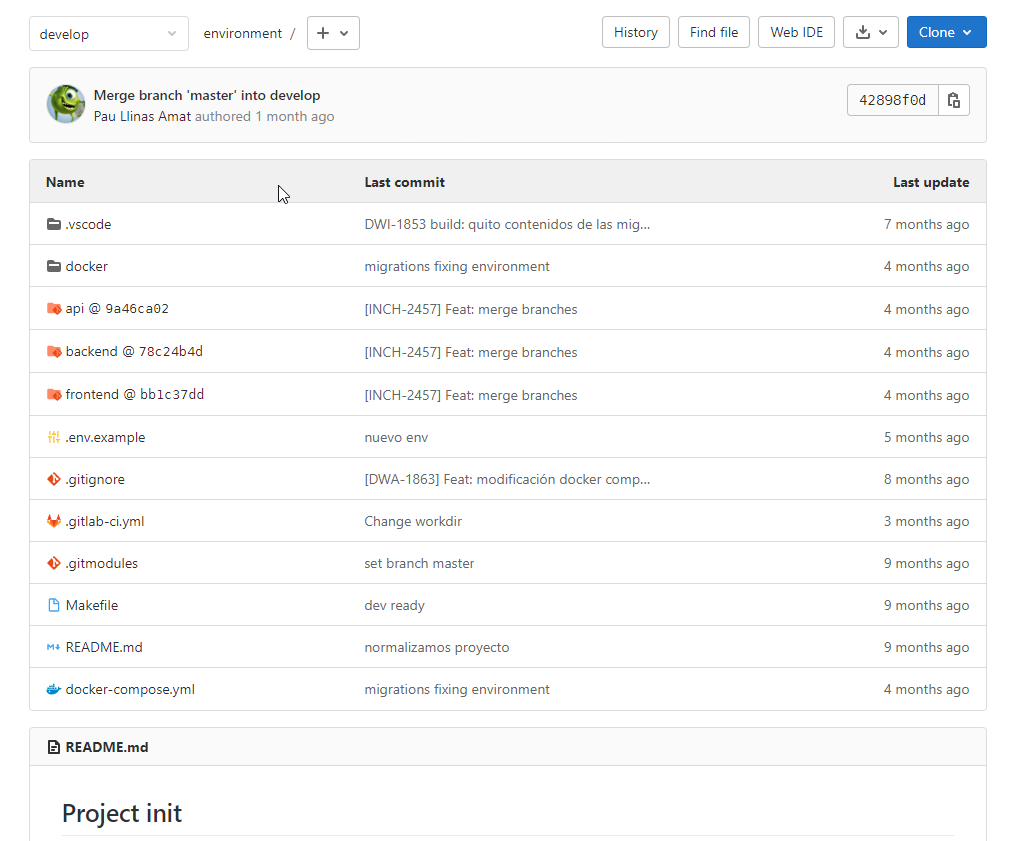 develop environment / + History Find file Web IDE Clone
Merge branch 'master' into develop
Pau Llinas Amat authored 1 month ago
42898f0d
Name Last commit Last update
.vscode DWI-1853 build: quito contenidos de las mig... 7 months ago
docker migrations fixing environment 4 months ago
api @ 9a46ca02 [INCH-2457] Feat: merge branches 4 months ago
backend @ 78c24b4d [INCH-2457] Feat: merge branches 4 months ago
frontend @ bb1c37dd [INCH-2457] Feat: merge branches 4 months ago
.env.example nuevo env 5 months ago
.gitignore [DWA-1863] Feat: modificación docker comp... 8 months ago
.gitlab-ci.yml Change workdir 3 months ago
.gitmodules set branch master 9 months ago
Makefile dev ready 9 months ago
README.md normalizamos proyecto 9 months ago
docker-compose.yml migrations fixing environment 4 months ago
README.md
Project init